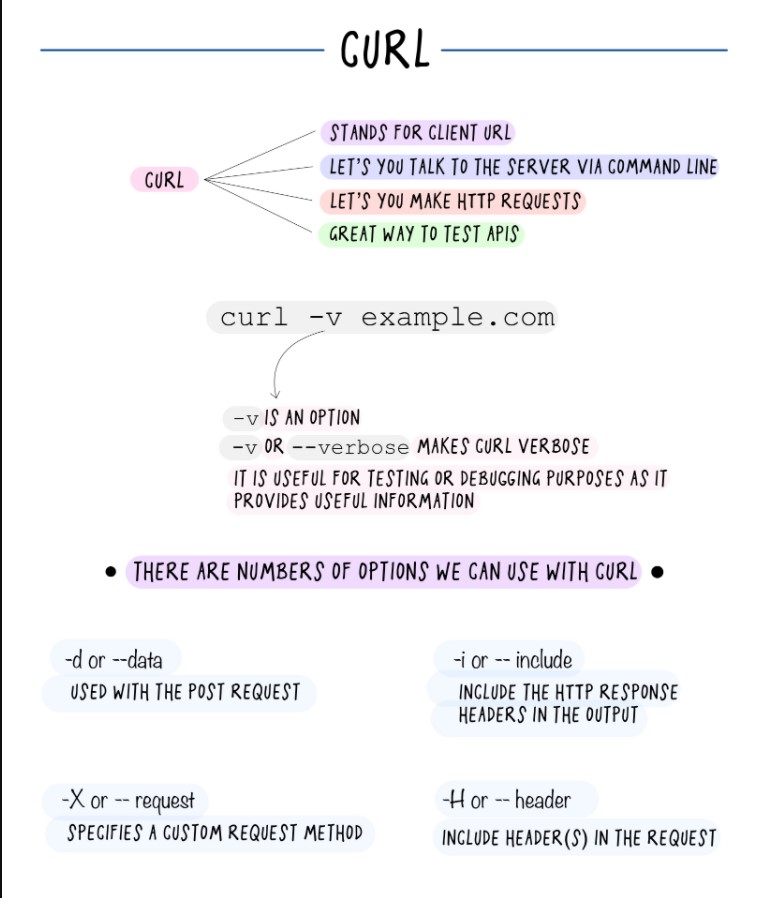 CURL
CURL
STANDS FOR CLIENT URL
LET'S YOU TALK TO THE SERVER VIA COMMAND LINE
LET'S YOU MAKE HTTP REQUESTS
GREAT WAY TO TEST APIS
curl -v example.com
-v IS AN OPTION
-v OR --verbose MAKES CURL VERBOSE
IT IS USEFUL FOR TESTING OR DEBUGGING PURPOSES AS IT
PROVIDES USEFUL INFORMATION
• THERE ARE NUMBERS OF OPTIONS WE CAN USE WITH CURL •
-d or --data
USED WITH THE POST REQUEST
-i or -- include
INCLUDE THE HTTP RESPONSE
HEADERS IN THE OUTPUT
-X or -- request
SPECIFIES A CUSTOM REQUEST METHOD
-H or -- header
INCLUDE HEADER(S) IN THE REQUEST